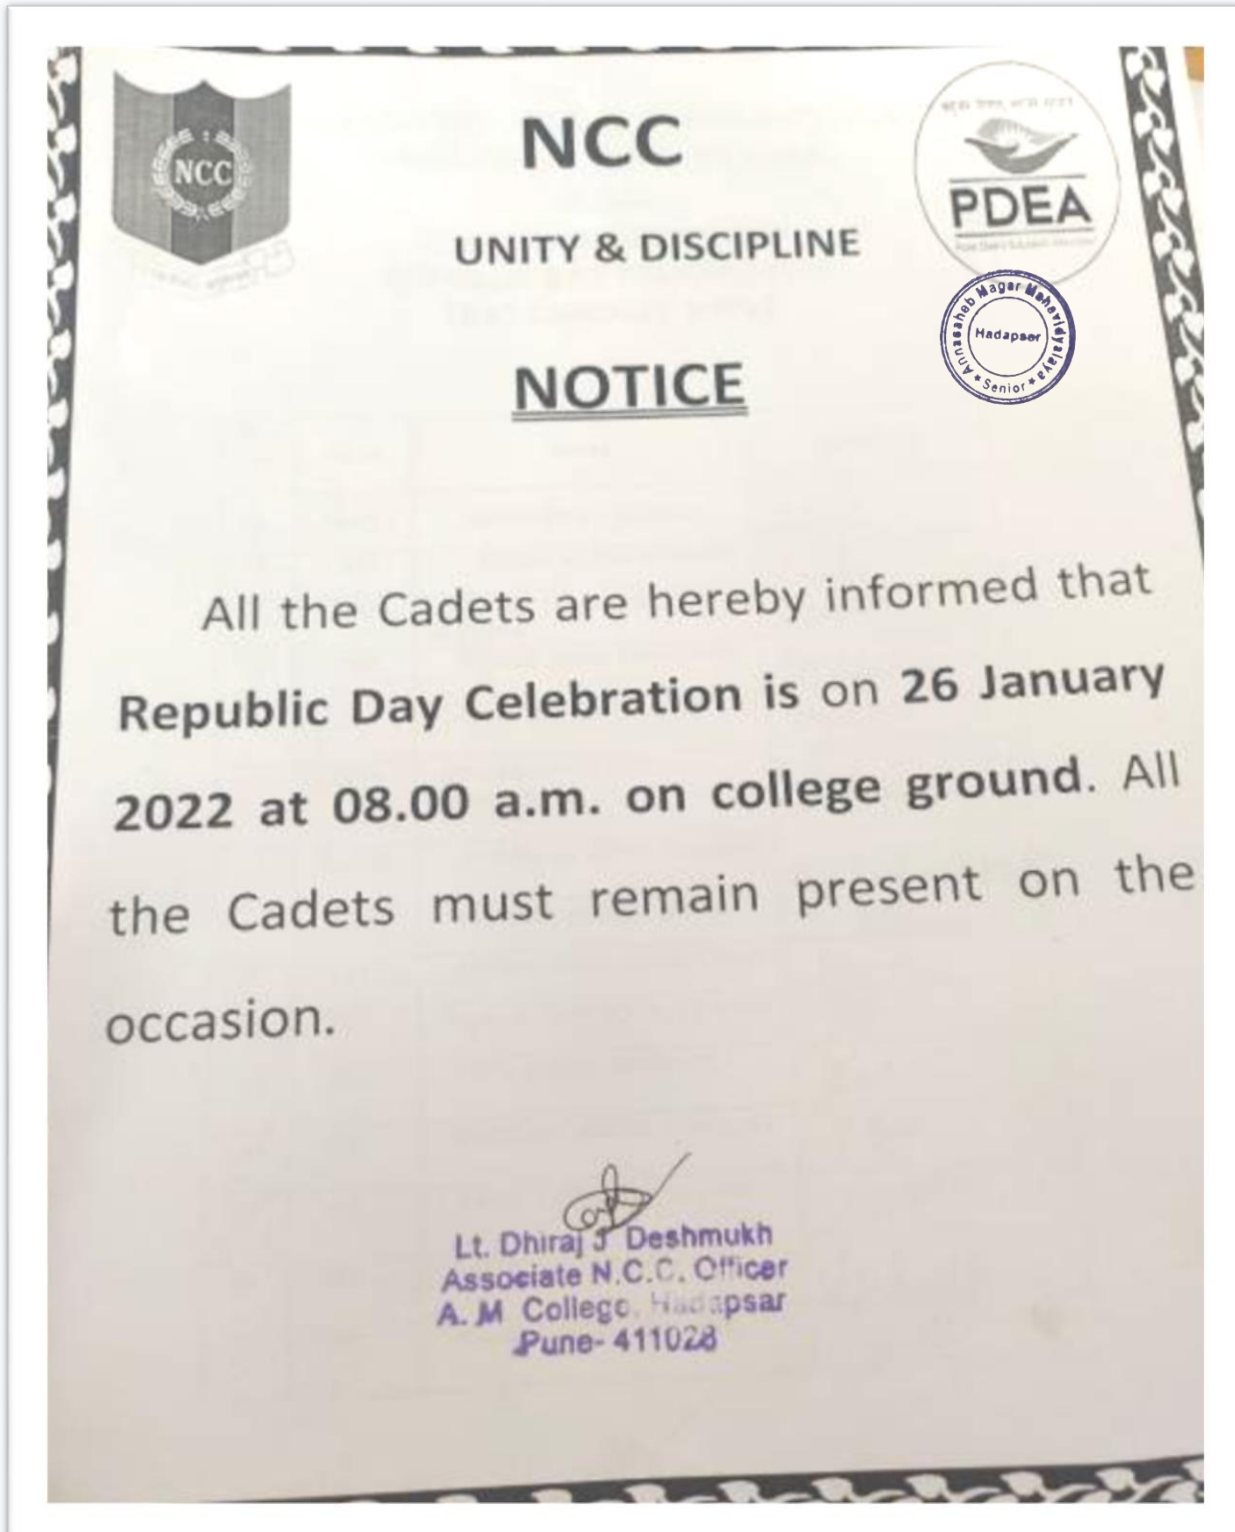 NCC
NCC
UNITY & DISCIPLINE
PDEA
Annasaheb Magar Mahavidyalaya
Hadapser
★ Senior ★
NOTICE
All the Cadets are hereby informed that
Republic Day Celebration is on 26 January
2022 at 08.00 a.m. on college ground. All
the Cadets must remain present on the
occasion.
Lt. Dhiraj J Deshmukh
Associate N.C.C. Officer
A. M College, Hadapsar
Pune- 411028